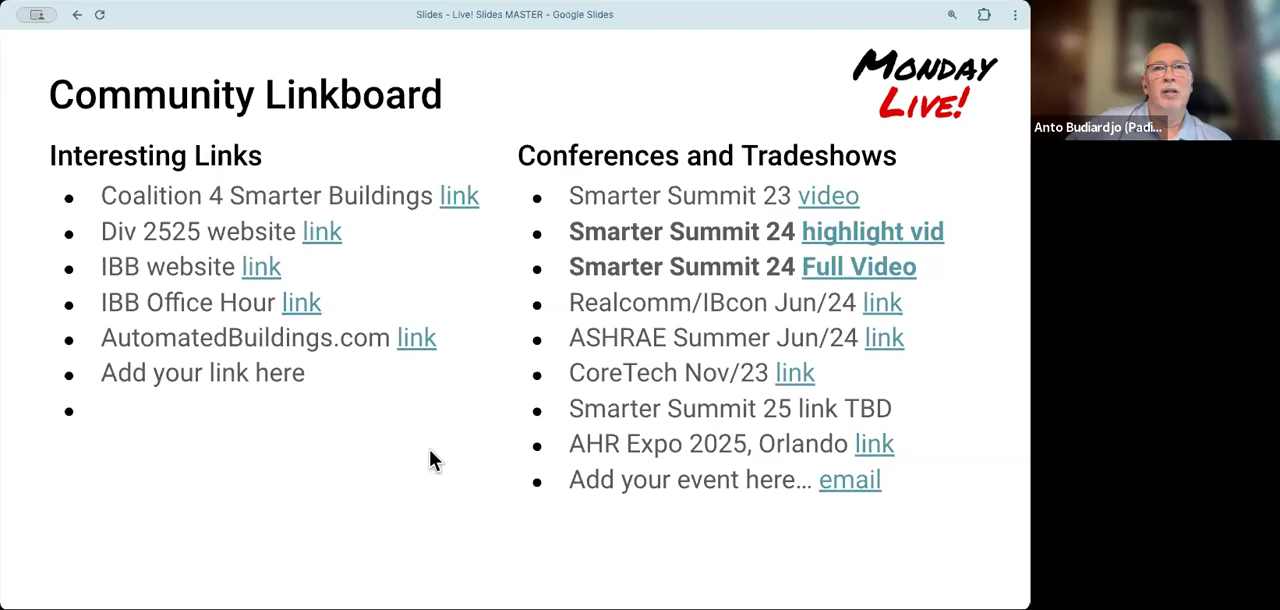 Slides - Live! Slides MASTER - Google Slides
MONDAY
LIVE!
Community Linkboard
Interesting Links
Coalition 4 Smarter Buildings link
Div 2525 website link
IBB website link
IBB Office Hour link
AutomatedBuildings.com link
Add your link here
Conferences and Tradeshows
Smarter Summit 23 video
Smarter Summit 24 highlight vid
Smarter Summit 24 Full Video
Realcomm/IBcon Jun/24 link
ASHRAE Summer Jun/24 link
CoreTech Nov/23 link
Smarter Summit 25 link TBD
AHR Expo 2025, Orlando link
Add your event here... email
Anto Budiardjo (Padi...